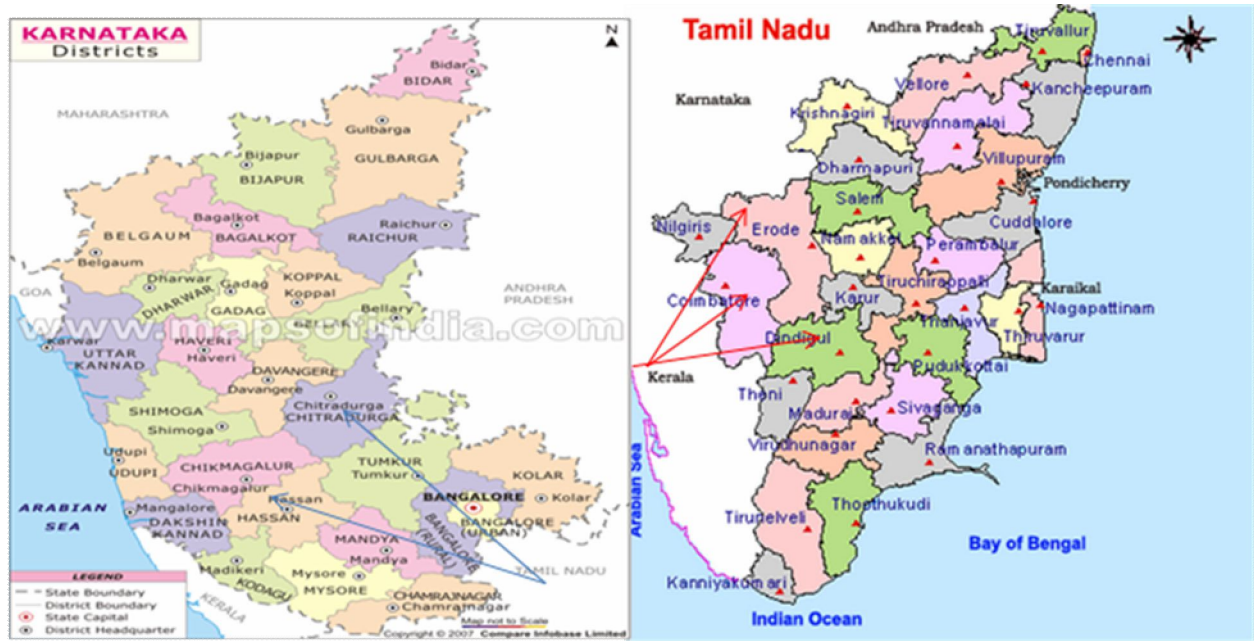 KARNATAKA
Districts
N
Bidar
BIDAR
MAHARASHTRA
Gulbarga
GULBARGA
Bijapur
BIJAPUR
Bagalkot
BAGALKOT
Raichur
RAICHUR
BELGAUM
Belgaum
GOA
Dharwar
DHARWAR
Gadag
GADAG
KOPPAL
Koppal
ANDHRA
PRADESH
Bellary
www.mapsofindia.com
Karwar
UTTAR
KANNAD
HAVERI
Haveri
DAVANGERE
Davangere
Chitradurga
CHITRADURGA
SHIMOGA
Shimoga
Udupi
UDUPI
CHIKMAGALUR
Chikmagalur
TUMKUR
Tumkur
KOLAR
Kolar
ARABIAN
SEA
Mangalore
DAKSHIN
KANNAD
Hassan
HASSAN
BANGALORE
BANGALORE
(URBAN)
BANGALORE
(RURAL)
MANDYA
Mandya
Madikeri
KODAGU
Mysore
MYSORE
TAMIL NADU
KERALA
CHAMRAJNAGAR
Chamrajnagar
LEGEND
State Boundary
District Boundary
State Capital
District Headquarter
Map not to Scale
Copyright © 2007 Compare Infobase Limited
Tamil Nadu
Andhra Pradesh
Tiruvallur
Chennai
Vellore
Kancheepuram
Karnataka
Krishnagiri
Tiruvannamalai
Dharmapuri
Villupuram
Pondicherry
Salem
Cuddalore
Nilgiris
Erode
Namakkal
Perambalur
Coimbatore
Karur
Tiruchirappalli
Karaikal
Nagapattinam
Thanjavur
Thiruvarur
Dindigul
Pudukkottai
Kerala
Theni
Madurai
Sivaganga
Virudhunagar
Ramanathapuram
Arabian Sea
Thoothukudi
Tirunelveli
Bay of Bengal
Kanniyakumari
Indian Ocean